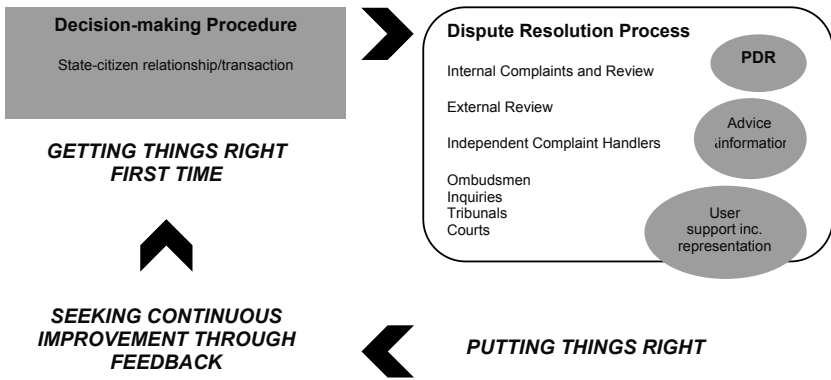 Decision-making Procedure
State-citizen relationship/transaction
GETTING THINGS RIGHT
FIRST TIME
Dispute Resolution Process
Internal Complaints and Review
External Review
Independent Complaint Handlers
Ombudsmen
Inquiries
Tribunals
Courts
PDR
Advice
&information
User
support inc.
representation
PUTTING THINGS RIGHT
SEEKING CONTINUOUS
IMPROVEMENT THROUGH
FEEDBACK